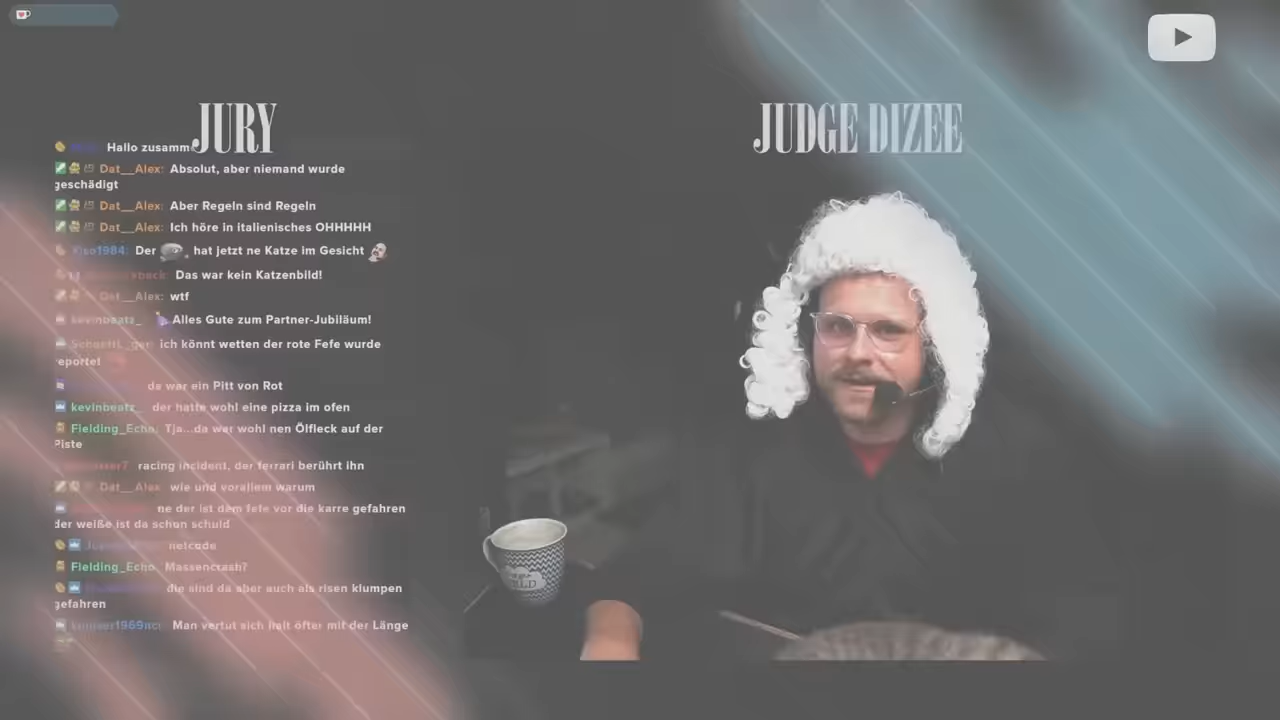 JURY
JUDGE DIZEE
Hallo zusamm
Dat__Alex: Absolut, aber niemand wurde
geschädigt
Dat__Alex: Aber Regeln sind Regeln
Dat__Alex: Ich höre in italienisches OHHHHH
Der hat jetzt ne Katze im Gesicht
Das war kein Katzenbild!
Dat__Alex: wtf
kevinbeatz_ Alles Gute zum Partner-Jubiläum!
ich könnt wetten der rote Fefe wurde
reportet
da war ein Pitt von Rot
kevinbeatz_ der hatte wohl eine pizza im ofen
Fielding_Echo: Tja...da war wohl nen Ölfleck auf der
Piste
racing incident, der ferrari berührt ihn
Dat__Alex wie und vorallem warum
ne der ist dem fefe vor die karre gefahren
der weiße ist da schon schuld
netcode
Fielding_Echo Massencrash?
die sind da aber auch als risen klumpen
gefahren
Man vertut sich halt öfter mit der Länge